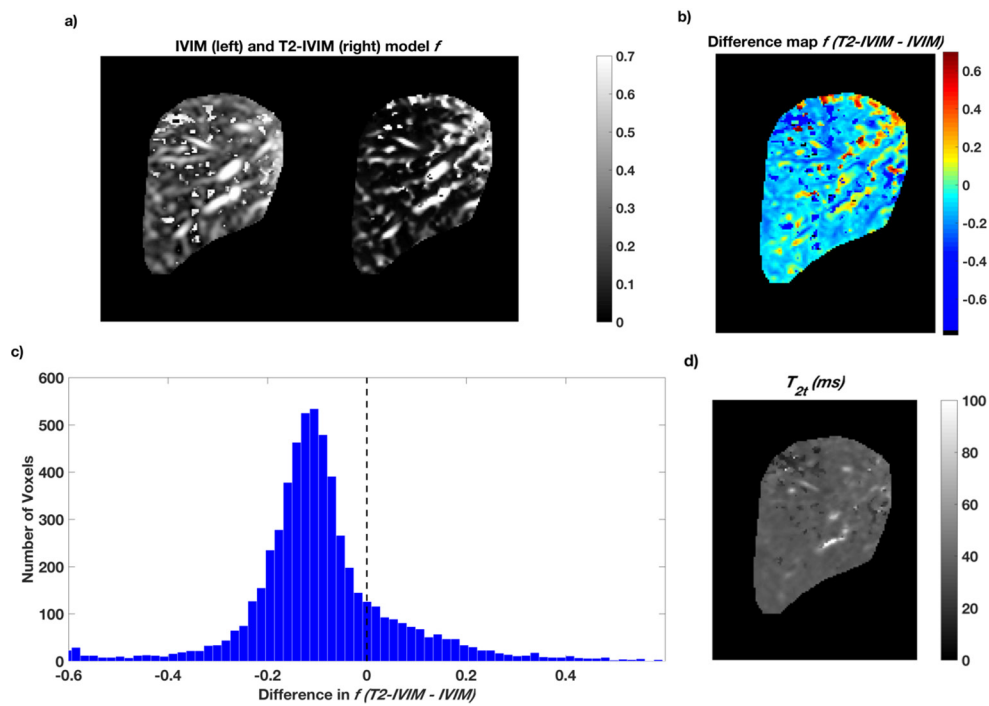 a)
IVIM (left) and T2-IVIM (right) model f
0.7
0.6
0.5
0.4
0.3
0.2
0.1
0
b)
Difference map f (T2-IVIM - IVIM)
0.6
0.4
0.2
0
-0.2
-0.4
-0.6
c)
600
500
400
300
200
100
0
Number of Voxels
-0.6 -0.4 -0.2 0 0.2 0.4
Difference in f (T2-IVIM - IVIM)
d)
T2t (ms)
100
80
60
40
20
0